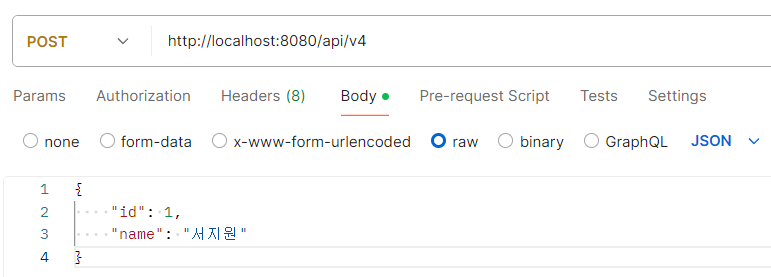 POST http://localhost:8080/api/v4
Params Authorization Headers (8) Body Pre-request Script Tests Settings
none form-data x-www-form-urlencoded raw binary GraphQL JSON
1 {
2 "id": 1,
3 "name": "서지원"
4 }